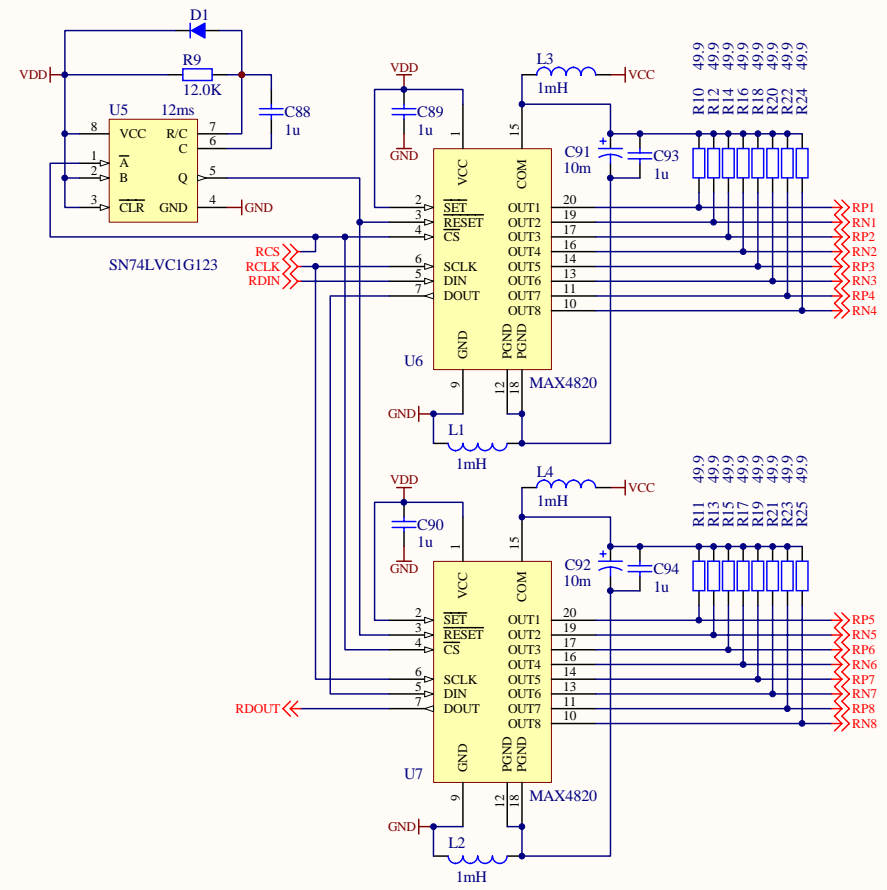 D1
R9
VDD
12.0K
U5
12ms
C88
1u
8 VCC R/C 7
C 6
1 A
2 B Q 5
3 CLR GND 4
GND
SN74LVC1G123
RCS
RCLK
RDIN
VDD
C89
1u
GND
L3
1mH
VCC
C91
10m
C93
1u
R10 49.9
R12 49.9
R14 49.9
R16 49.9
R18 49.9
R20 49.9
R22 49.9
R24 49.9
1 VCC
15 COM
2 SET OUT1 20 RP1
3 RESET OUT2 19 RN1
4 CS OUT3 17 RP2
OUT4 16 RN2
6 SCLK OUT5 14 RP3
5 DIN OUT6 13 RN3
7 DOUT OUT7 11 RP4
OUT8 10 RN4
GND 9
PGND 12
PGND 18
U6
MAX4820
GND
L1
1mH
VDD
C90
1u
GND
L4
1mH
VCC
C92
10m
C94
1u
R11 49.9
R13 49.9
R15 49.9
R17 49.9
R19 49.9
R21 49.9
R23 49.9
R25 49.9
1 VCC
15 COM
2 SET OUT1 20 RP5
3 RESET OUT2 19 RN5
4 CS OUT3 17 RP6
OUT4 16 RN6
6 SCLK OUT5 14 RP7
5 DIN OUT6 13 RN7
RDOUT 7 DOUT OUT7 11 RP8
OUT8 10 RN8
GND 9
PGND 12
PGND 18
U7
MAX4820
GND
L2
1mH